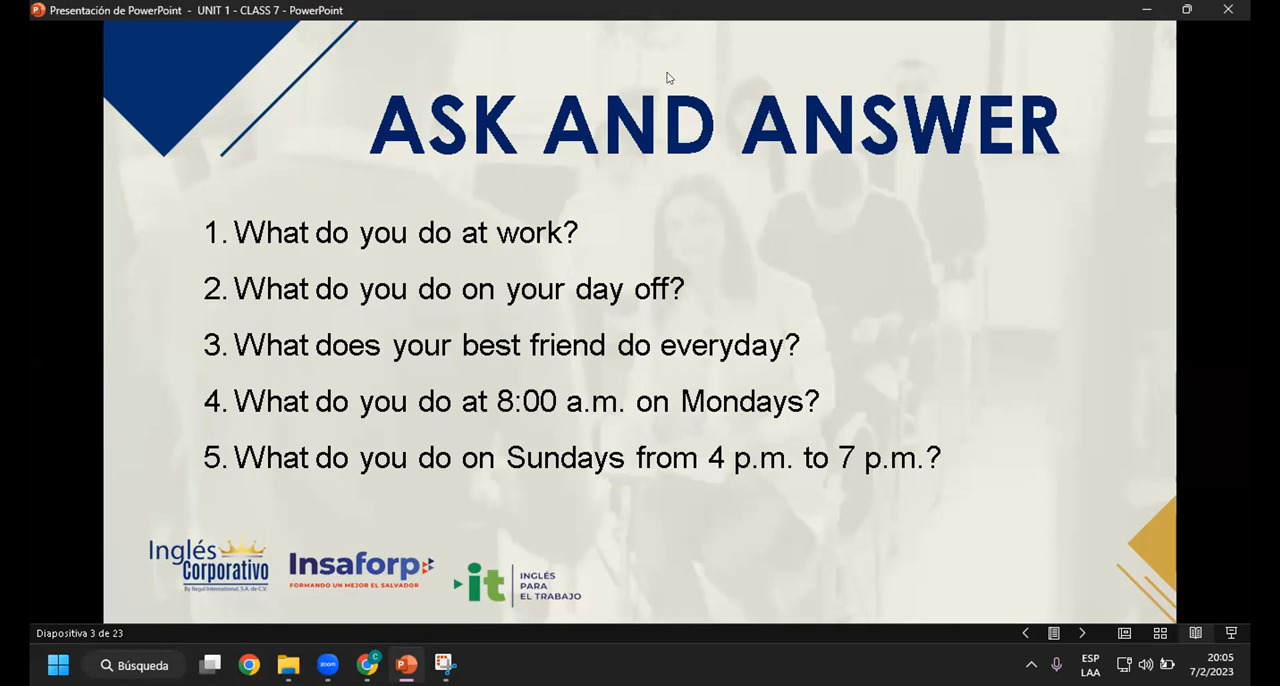 Presentación de PowerPoint - UNIT 1 - CLASS 7 - PowerPoint
ASK AND ANSWER
1. What do you do at work?
2. What do you do on your day off?
3. What does your best friend do everyday?
4. What do you do at 8:00 a.m. on Mondays?
5. What do you do on Sundays from 4 p.m. to 7 p.m.?
Inglés
Corporativo
By Regal International, S.A. de C.V.
Insaforp
FORMANDO UN MEJOR EL SALVADOR
it
INGLÉS
PARA
EL TRABAJO
Diapositiva 3 de 23
Búsqueda
zoom
C
P
ESP
LAA
20:05
7/2/2023